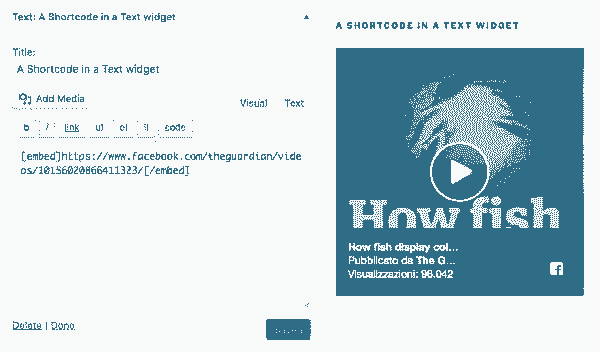 Text: A Shortcode in a Text widget
Title:
A Shortcode in a Text widget
Add Media
Visual Text
b i link ul ol li code
[embed]https://www.facebook.com/theguardian/vide
os/10156020866411323/[/embed]
Delete | Done
A SHORTCODE IN A TEXT WIDGET
How fish
How fish display col...
Pubblicato da The G...
Visualizzazioni: 96.042